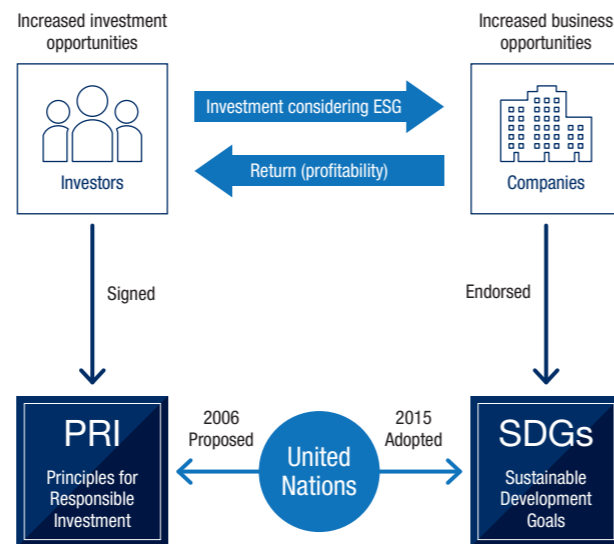 Increased investment
opportunities
Increased business
opportunities
Investors
Investment considering ESG
Return (profitability)
Companies
Signed
Endorsed
PRI
Principles for
Responsible
Investment
2006
Proposed
United
Nations
2015
Adopted
SDGs
Sustainable
Development
Goals